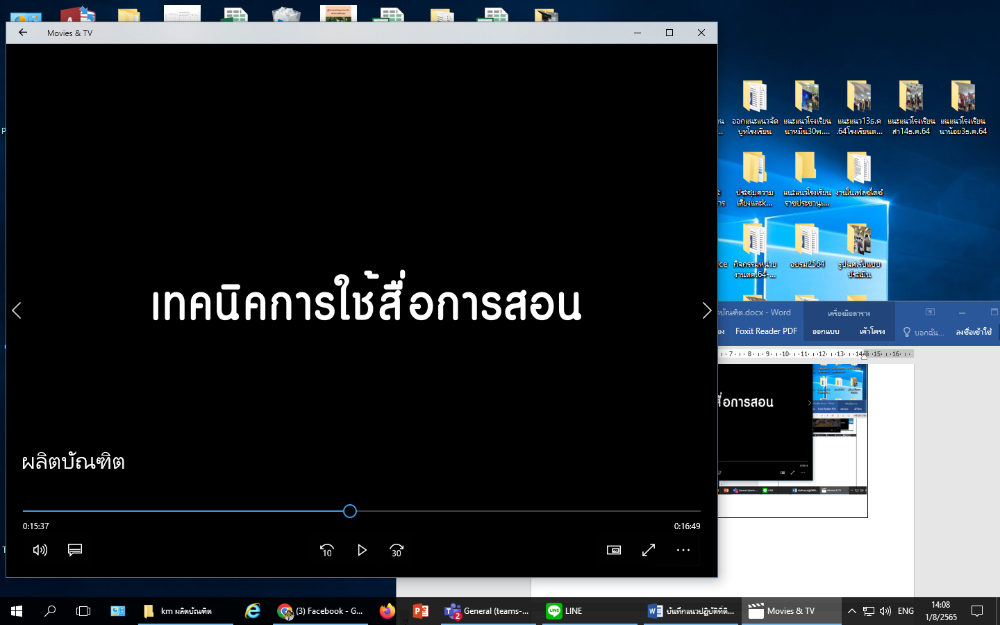 Movies & TV
เทคนิคการใช้สื่อการสอน
ผลิตบัณฑิต
0:15:37
0:16:49
10
30
ออกแนะแนวจัด
บูทโรงเรียน
แนะแนวโรงเรียน
นาหมื่น30พ....
แนะแนว13ธ.ค
.64โรงเรียนต...
แนะแนวโรงเรียน
สา14ธ.ค.64
แนแนวโรงเรียน
นาน้อย3ธ.ค.64
ประชุมความ
เสี่ยงและk...
แนะแนวโรงเรียน
ราชประชานุเ...
งานในเฟลชไดซ์
กิจกรรมหน่วย
งานตค.64-...
อบรม2564
รูปนศ.รับแบบ
ประเมิน
บัณฑิต.docx - Word
เครื่องมือตาราง
Foxit Reader PDF
ออกแบบ
เค้าโครง
บอกฉัน...
ลงชื่อเข้าใช้
7 8 9 10 11 12 13 14 15 16
สื่อการสอน
km ผลิตบัณฑิต
(3) Facebook - G...
2
General (teams-...
LINE
บันทึกแนวปฏิบัติที่ดี...
Movies & TV
ENG
14:08
1/8/2565